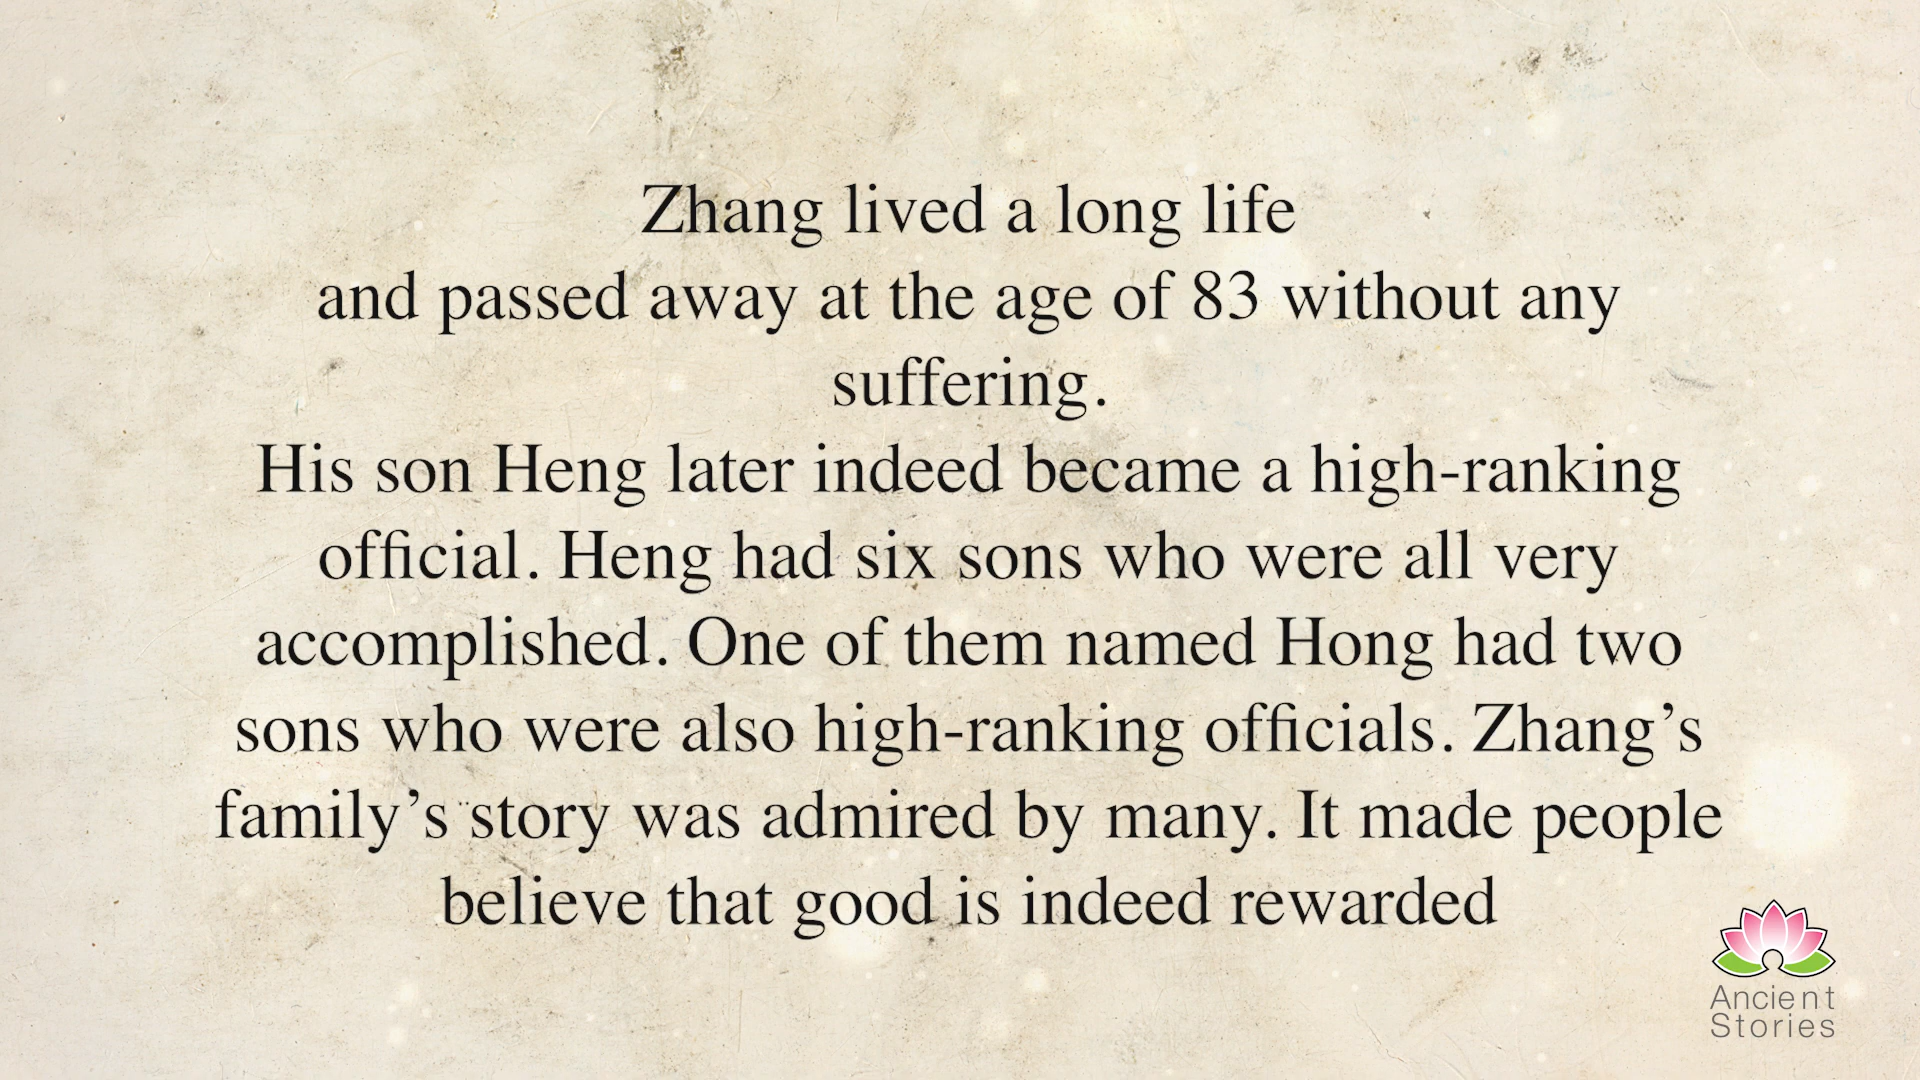 Zhang lived a long life
and passed away at the age of 83 without any
suffering.
His son Heng later indeed became a high-ranking
official. Heng had six sons who were all very
accomplished. One of them named Hong had two
sons who were also high-ranking officials. Zhang’s
family’s story was admired by many. It made people
believe that good is indeed rewarded
Ancient
Stories